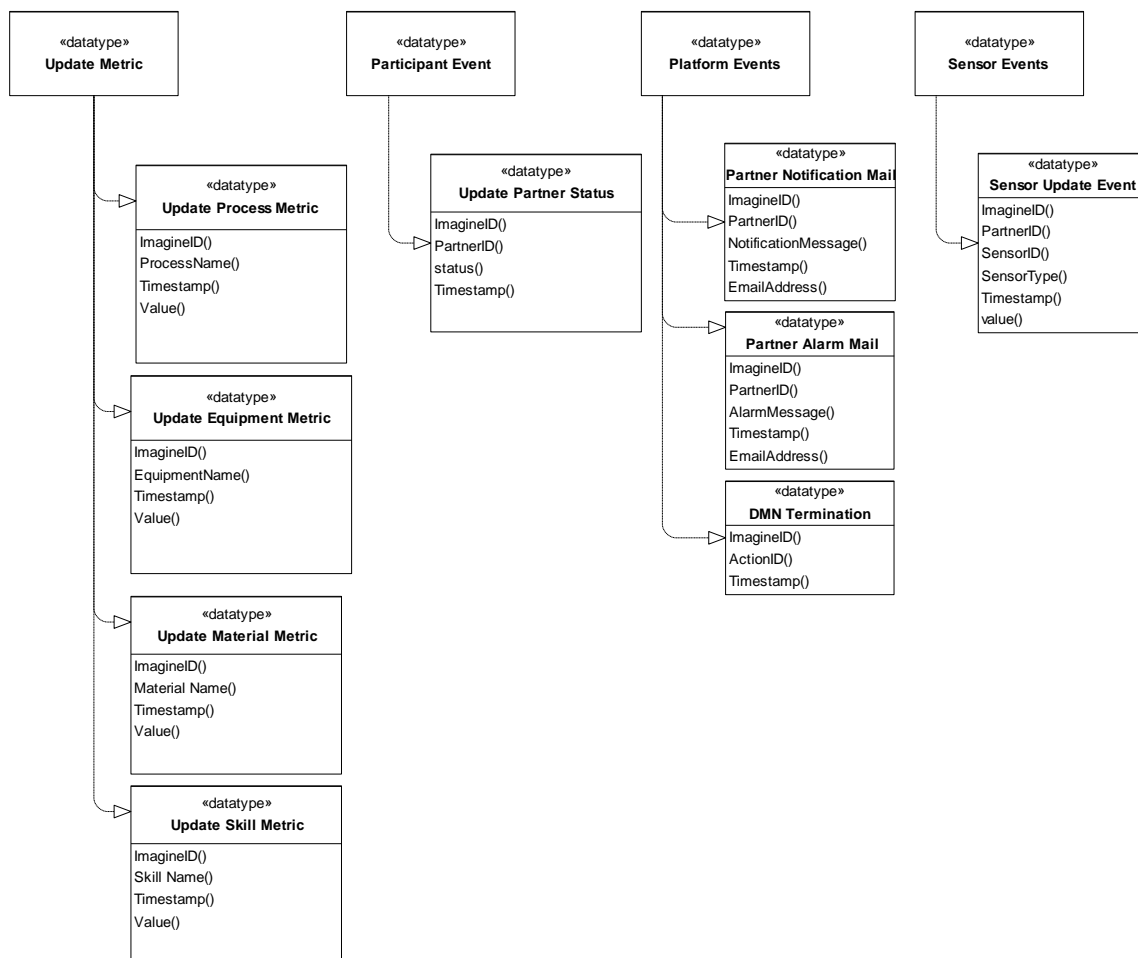 «datatype»
Update Metric
«datatype»
Participant Event
«datatype»
Platform Events
«datatype»
Sensor Events
«datatype»
Update Process Metric
ImagineID()
ProcessName()
Timestamp()
Value()
«datatype»
Update Equipment Metric
ImagineID()
EquipmentName()
Timestamp()
Value()
«datatype»
Update Material Metric
ImagineID()
Material Name()
Timestamp()
Value()
«datatype»
Update Skill Metric
ImagineID()
Skill Name()
Timestamp()
Value()
«datatype»
Update Partner Status
ImagineID()
PartnerID()
status()
Timestamp()
«datatype»
Partner Notification Mail
ImagineID()
PartnerID()
NotificationMessage()
Timestamp()
EmailAddress()
«datatype»
Partner Alarm Mail
ImagineID()
PartnerID()
AlarmMessage()
Timestamp()
EmailAddress()
«datatype»
DMN Termination
ImagineID()
ActionID()
Timestamp()
«datatype»
Sensor Update Event
ImagineID()
PartnerID()
SensorID()
SensorType()
Timestamp()
value()